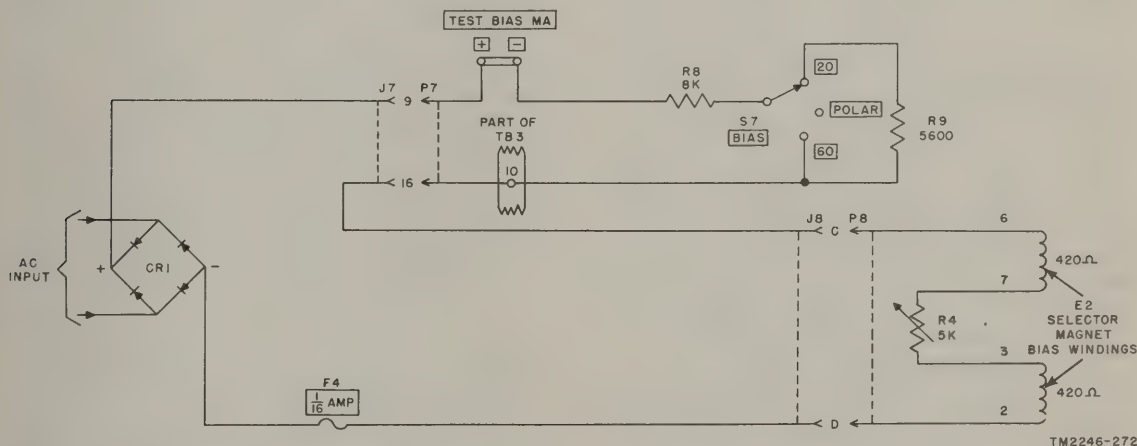 TEST BIAS MA
+ −
J7 9 P7
R8
8K
20
POLAR
S7
BIAS
60
R9
5600
PART OF
TB3
10
16
J8 C P8
6
420Ω
7
AC
INPUT
+ CR1 −
R4
5K
E2
SELECTOR
MAGNET
BIAS WINDINGS
3
420Ω
2
F4
1/16 AMP
D
TM2246-272